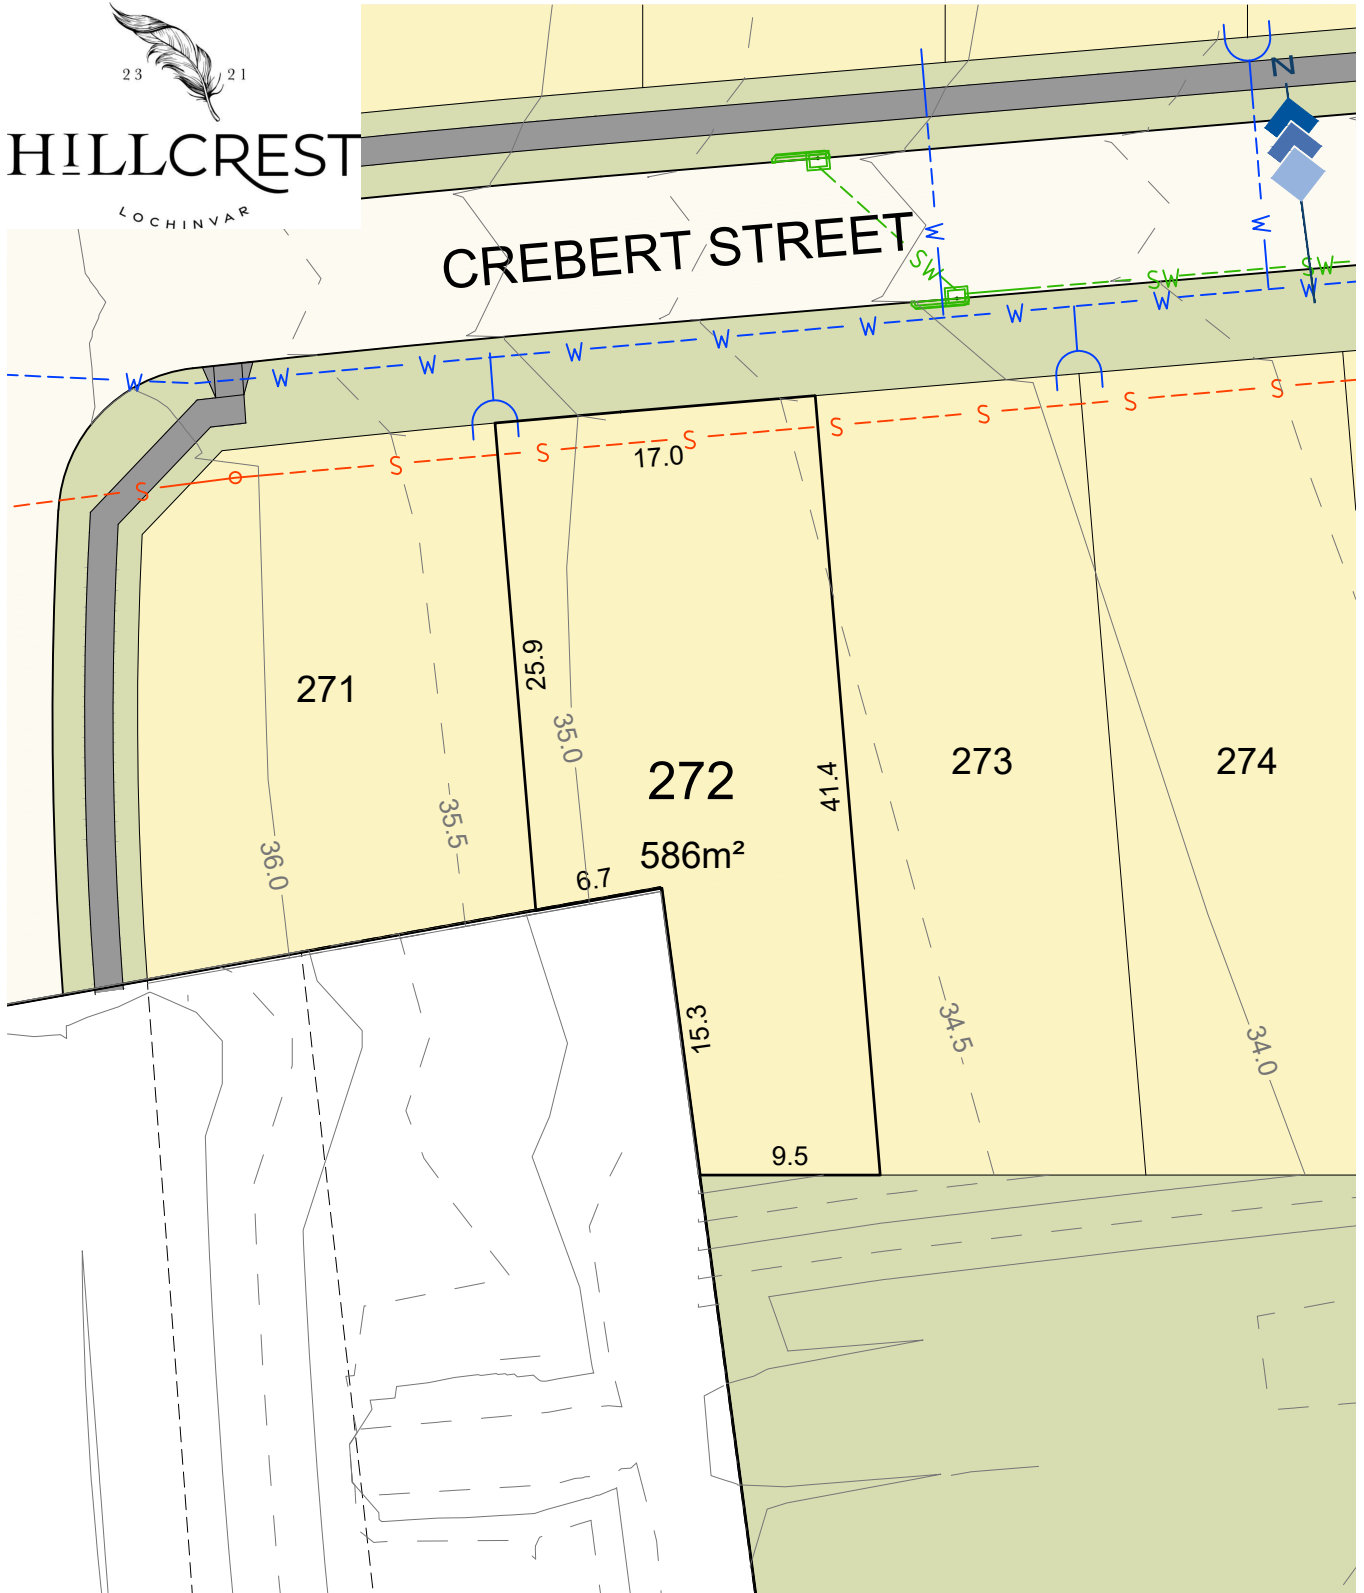 23 21
HILLCREST
LOCHINVAR
N
CREBERT STREET
W
W
SW
SW
SW
W
W
W
W
W
W
W
W
W
S
S
S
S
S
S
S
S
S
17.0
25.9
35.0
271
272
586m²
41.4
273
274
36.0
35.5
6.7
15.3
34.5
34.0
9.5